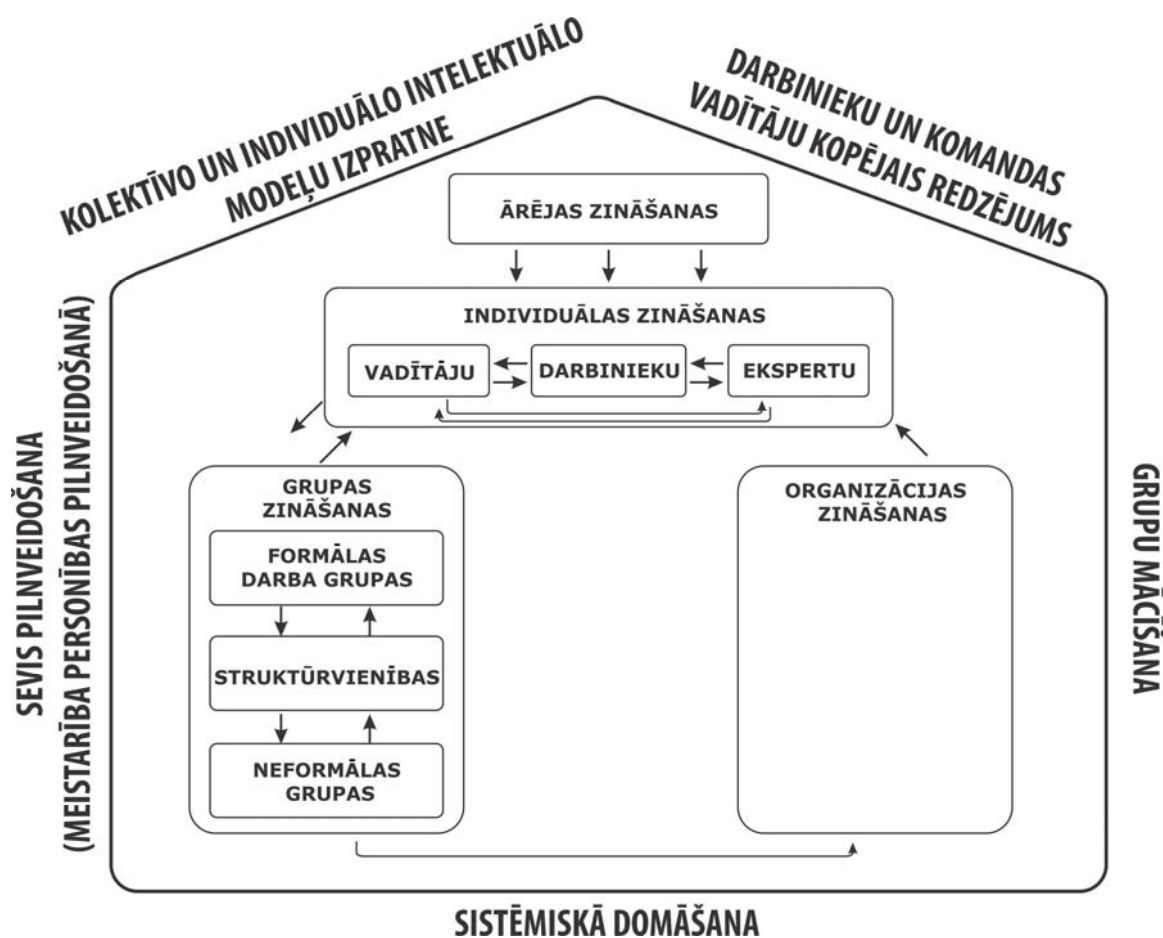 KOLEKTĪVO UN INDIVIDUĀLO INTELEKTUĀLO
MODEĻU IZPRATNE
DARBINIEKU UN KOMANDAS
VADĪTĀJU KOPĒJAIS REDZĒJUMS
SEVIS PILNVEIDOŠANA
(MEISTARĪBA PERSONĪBAS PILNVEIDOŠANĀ)
ĀRĒJAS ZINĀŠANAS
INDIVIDUĀLAS ZINĀŠANAS
VADĪTĀJU
DARBINIEKU
EKSPERTU
GRUPAS
ZINĀŠANAS
FORMĀLAS
DARBA GRUPAS
STRUKTŪRVIENĪBAS
NEFORMĀLAS
GRUPAS
ORGANIZĀCIJAS
ZINĀŠANAS
GRUPU MĀCĪŠANA
SISTĒMISKĀ DOMĀŠANA